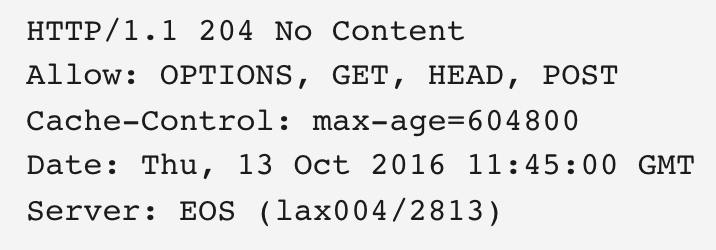 HTTP/1.1 204 No Content
Allow: OPTIONS, GET, HEAD, POST
Cache-Control: max-age=604800
Date: Thu, 13 Oct 2016 11:45:00 GMT
Server: EOS (lax004/2813)